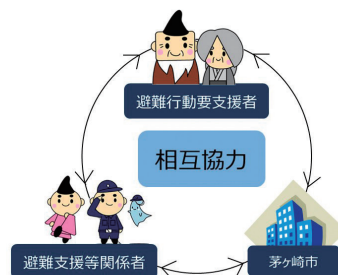 避難行動要支援者
相互協力
避難支援等関係者
茅ヶ崎市